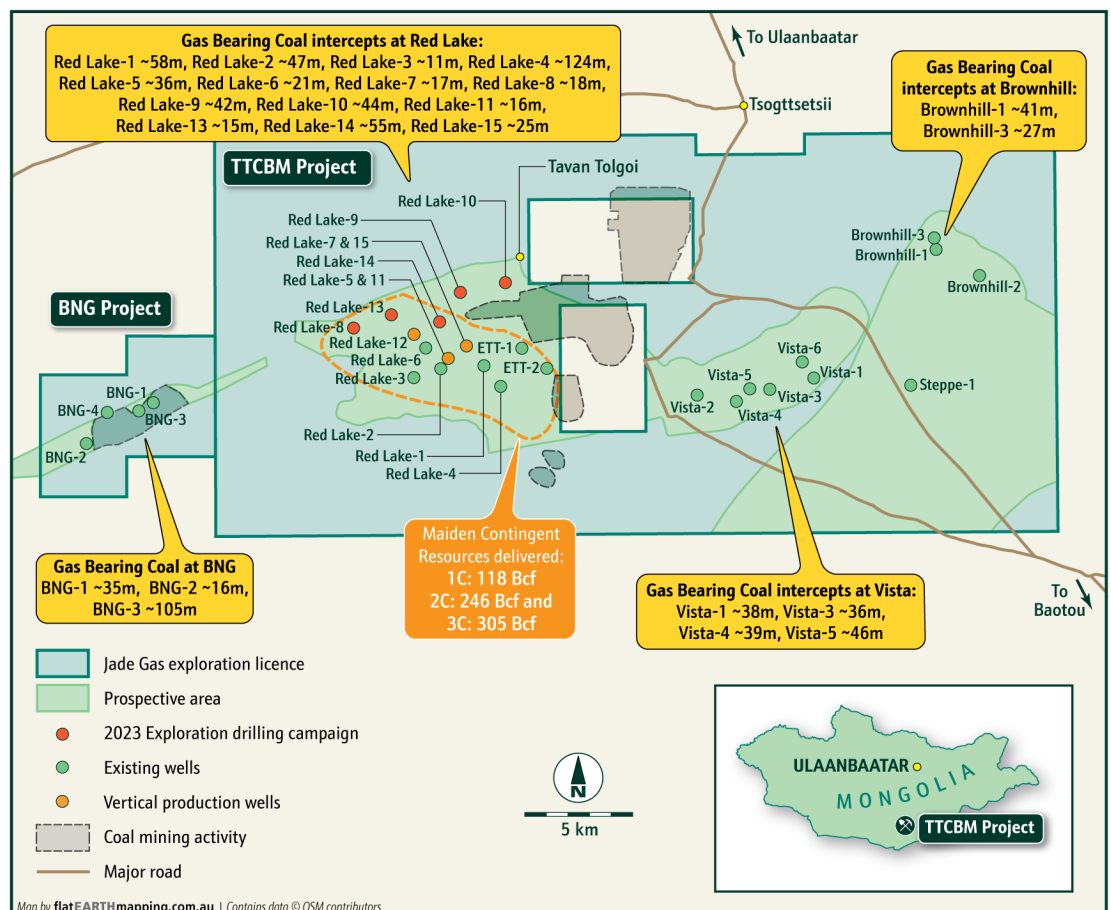 Gas Bearing Coal intercepts at Red Lake:
Red Lake-1 ~58m, Red Lake-2 ~47m, Red Lake-3 ~11m, Red Lake-4 ~124m,
Red Lake-5 ~36m, Red Lake-6 ~21m, Red Lake-7 ~17m, Red Lake-8 ~18m,
Red Lake-9 ~42m, Red Lake-10 ~44m, Red Lake-11 ~16m,
Red Lake-13 ~15m, Red Lake-14 ~55m, Red Lake-15 ~25m
To Ulaanbaatar
Tsogttsetsii
Gas Bearing Coal
intercepts at Brownhill:
Brownhill-1 ~41m,
Brownhill-3 ~27m
TTCBM Project
Tavan Tolgoi
Red Lake-10
Red Lake-9
Red Lake-7 & 15
Red Lake-14
Red Lake-5 & 11
Red Lake-13
Red Lake-8
Red Lake-12
Red Lake-6
Red Lake-3
ETT-1
ETT-2
Red Lake-2
Red Lake-1
Red Lake-4
Brownhill-3
Brownhill-1
Brownhill-2
Vista-6
Vista-1
Vista-5
Vista-3
Vista-2
Vista-4
Steppe-1
BNG Project
BNG-1
BNG-4
BNG-3
BNG-2
Gas Bearing Coal at BNG
BNG-1 ~35m, BNG-2 ~16m,
BNG-3 ~105m
Maiden Contingent
Resources delivered:
1C: 118 Bcf
2C: 246 Bcf and
3C: 305 Bcf
Gas Bearing Coal intercepts at Vista:
Vista-1 ~38m, Vista-3 ~36m,
Vista-4 ~39m, Vista-5 ~46m
To
Baotou
Jade Gas exploration licence
Prospective area
2023 Exploration drilling campaign
Existing wells
Vertical production wells
Coal mining activity
Major road
N
5 km
ULAANBAATAR
MONGOLIA
TTCBM Project
Map by flatEARTHmapping.com.au | Contains data © OSM contributors